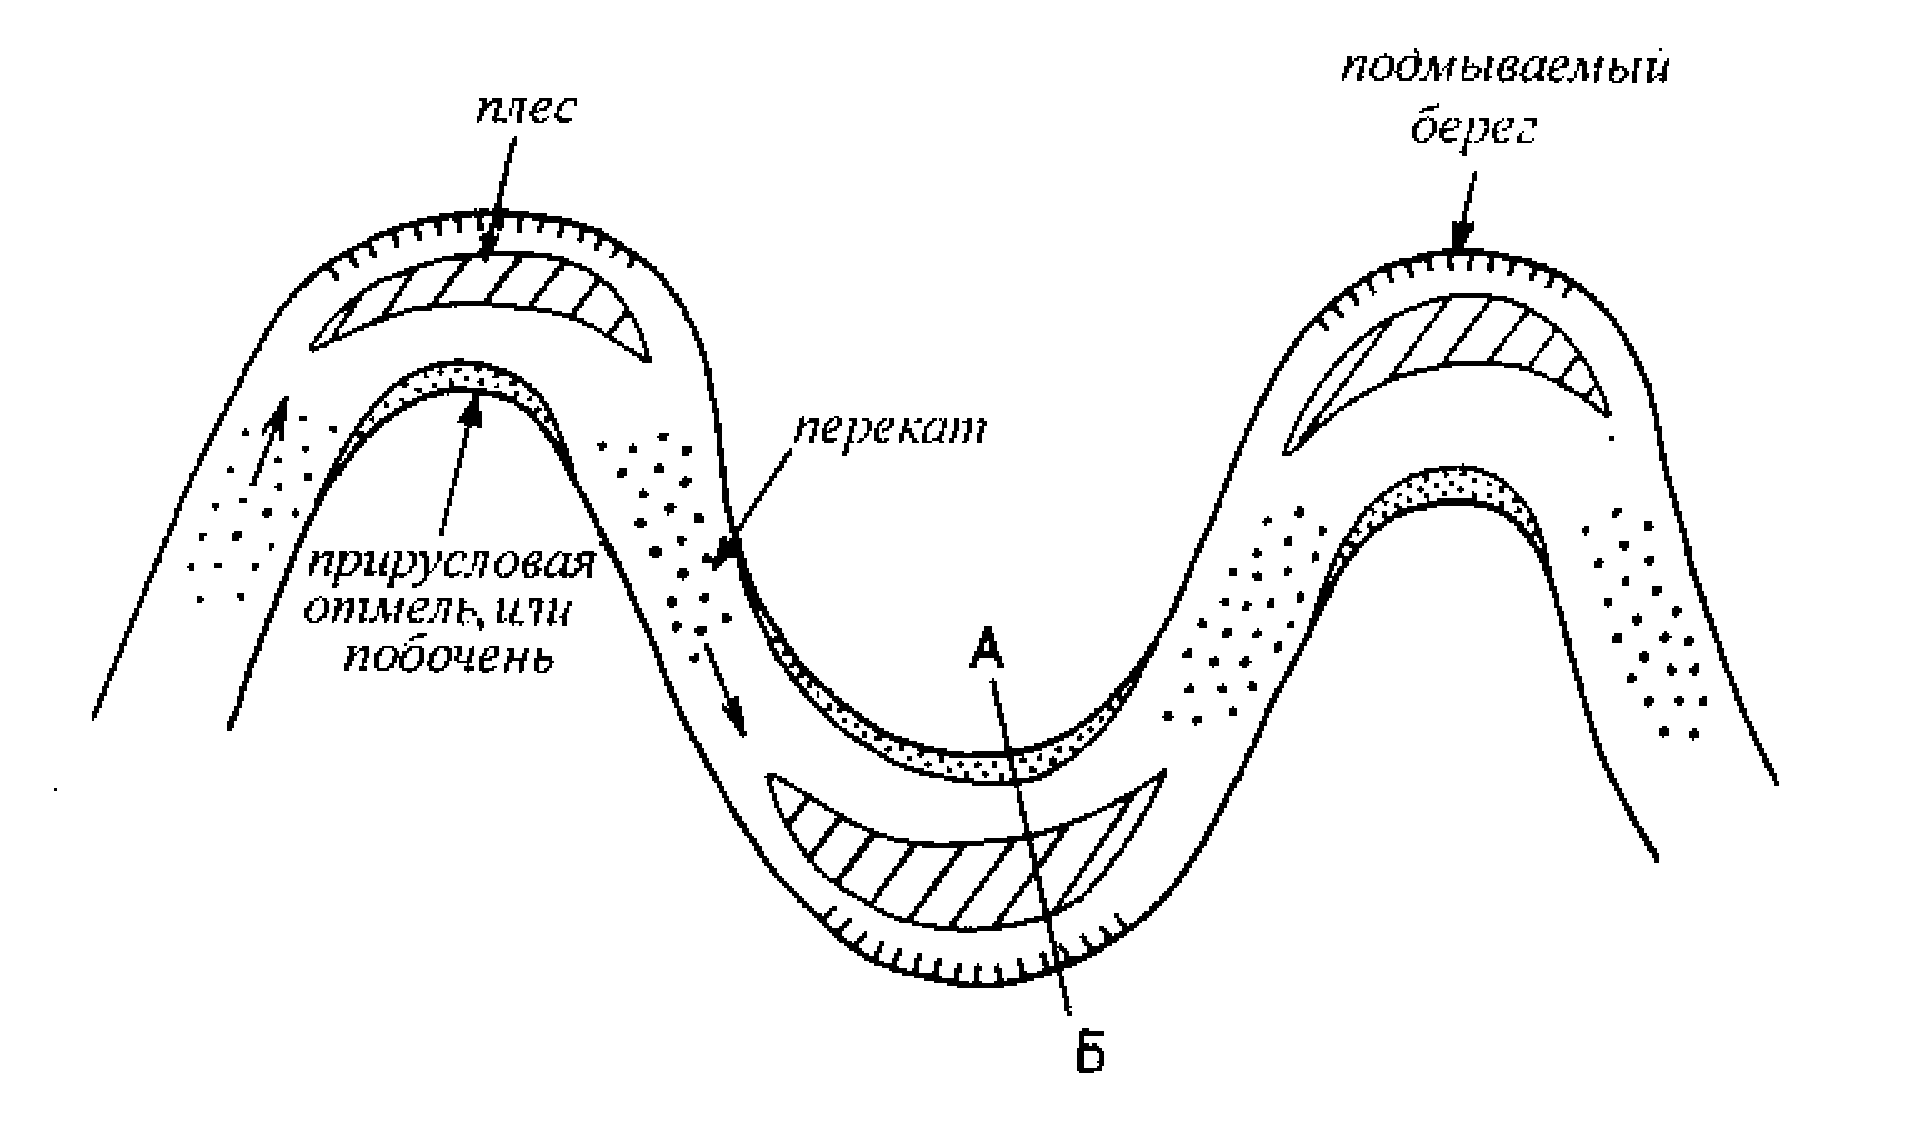 плес
подмываемый
берег
перекат
прирусловая
отмель, или
побочень
А
Б